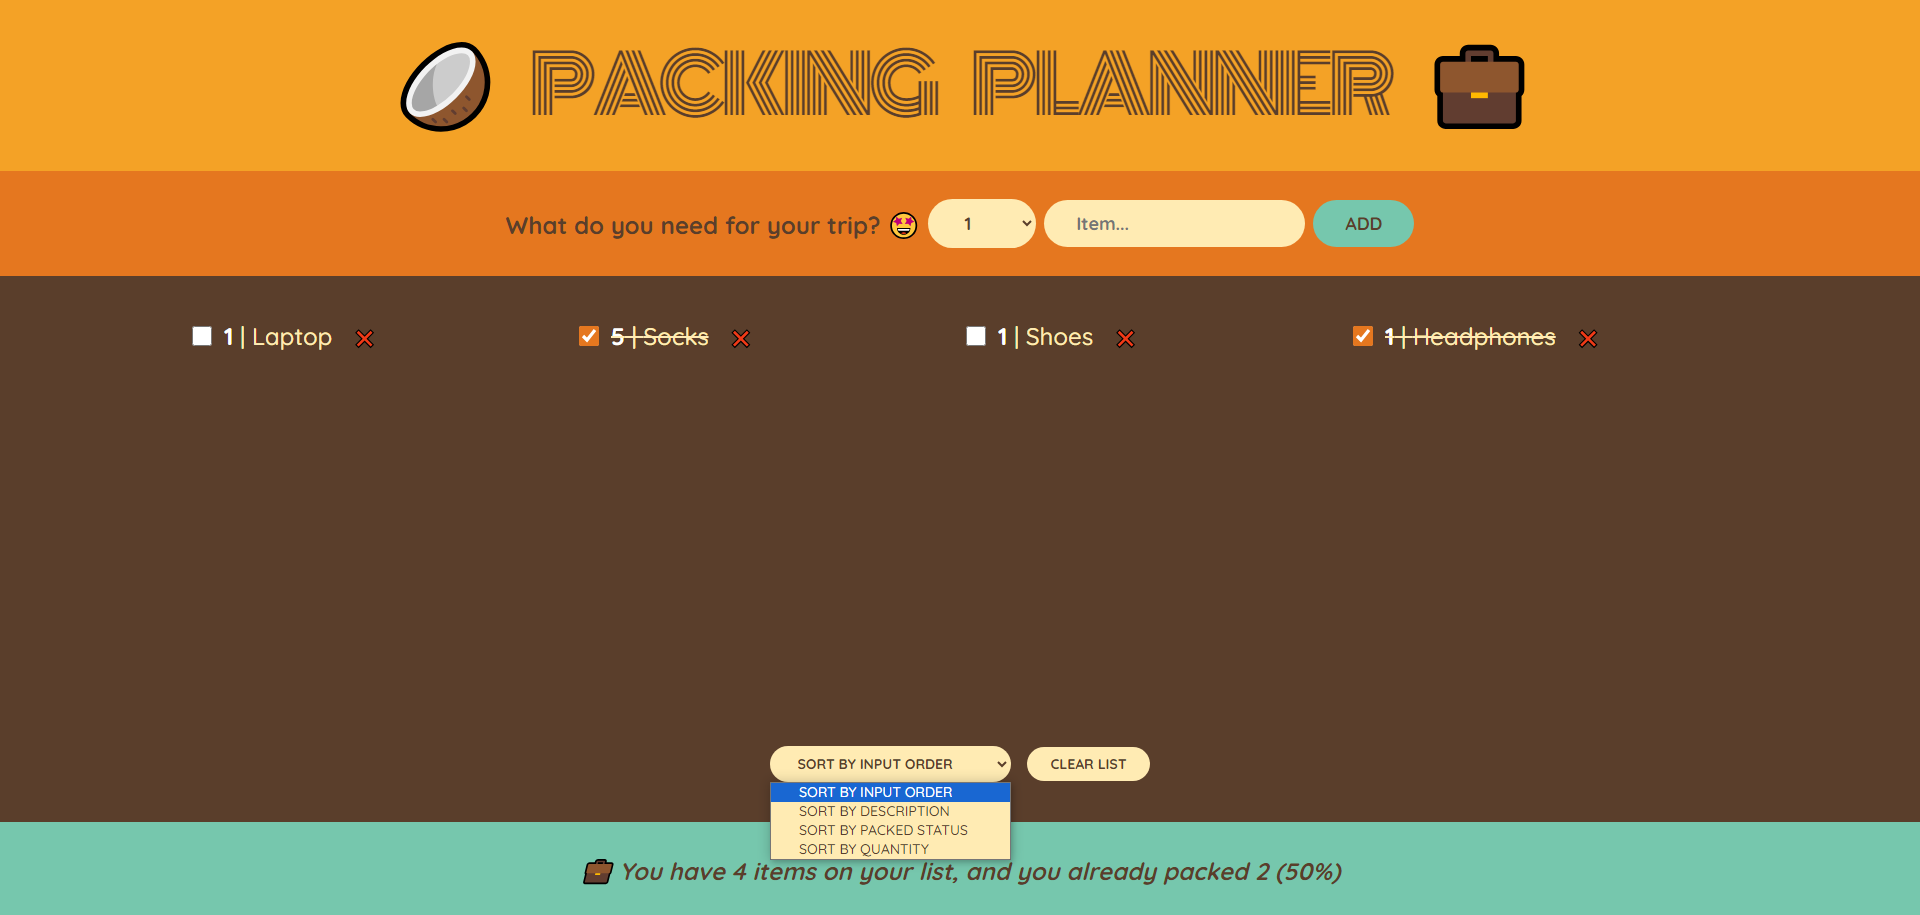 PACKING PLANNER
What do you need for your trip? 🤩 1 Item... ADD
1 | Laptop ❌ 5 | Socks ❌ 1 | Shoes ❌ 1 | Headphones ❌
SORT BY INPUT ORDER CLEAR LIST
SORT BY INPUT ORDER
SORT BY DESCRIPTION
SORT BY PACKED STATUS
SORT BY QUANTITY
💼 You have 4 items on your list, and you already packed 2 (50%)